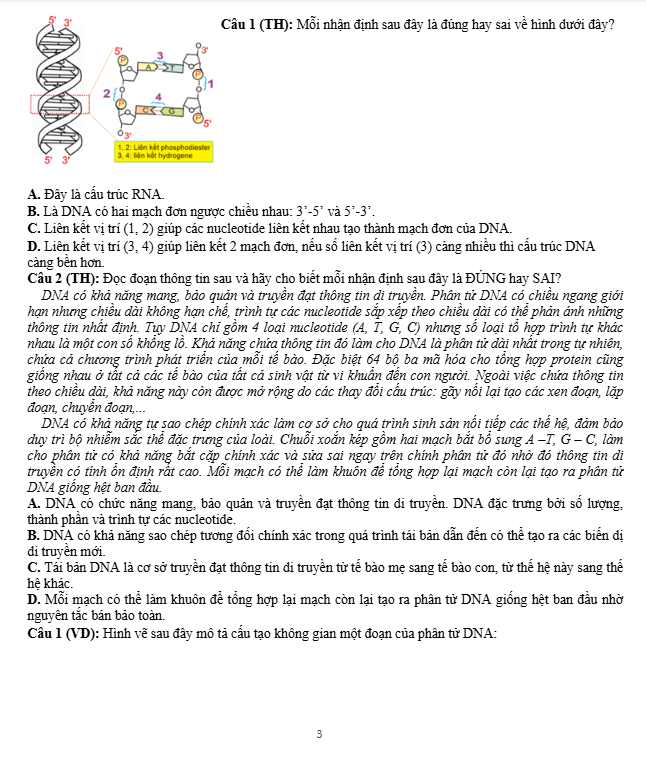 Câu 1 (TH): Mỗi nhận định sau đây là đúng hay sai về hình dưới đây?
5' 3'
5'
3'
P
3
A
T
P
2
1
4
P
C
G
P
5'
3'
1, 2: Liên kết phosphodiester
3, 4: liên kết hydrogene
5' 3'
A. Đây là cấu trúc RNA.
B. Là DNA có hai mạch đơn ngược chiều nhau: 3’-5’ và 5’-3’.
C. Liên kết vị trí (1, 2) giúp các nucleotide liên kết nhau tạo thành mạch đơn của DNA.
D. Liên kết vị trí (3, 4) giúp liên kết 2 mạch đơn, nếu số liên kết vị trí (3) càng nhiều thì cấu trúc DNA
càng bền hơn.
Câu 2 (TH): Đọc đoạn thông tin sau và hãy cho biết mỗi nhận định sau đây là ĐÚNG hay SAI?
DNA có khả năng mang, bảo quản và truyền đạt thông tin di truyền. Phân tử DNA có chiều ngang giới
hạn nhưng chiều dài không hạn chế, trình tự các nucleotide sắp xếp theo chiều dài có thể phản ánh những
thông tin nhất định. Tuy DNA chỉ gồm 4 loại nucleotide (A, T, G, C) nhưng số loại tổ hợp trình tự khác
nhau là một con số khổng lồ. Khả năng chứa thông tin đó làm cho DNA là phân tử dài nhất trong tự nhiên,
chứa cả chương trình phát triển của mỗi tế bào. Đặc biệt 64 bộ ba mã hóa cho tổng hợp protein cũng
giống nhau ở tất cả các tế bào của tất cả sinh vật từ vi khuẩn đến con người. Ngoài việc chứa thông tin
theo chiều dài, khả năng này còn được mở rộng do các thay đổi cấu trúc: gãy nối lại tạo các xen đoạn, lặp
đoạn, chuyển đoạn,...
DNA có khả năng tự sao chép chính xác làm cơ sở cho quá trình sinh sản nối tiếp các thế hệ, đảm bảo
duy trì bộ nhiễm sắc thể đặc trưng của loài. Chuỗi xoắn kép gồm hai mạch bắt bổ sung A –T, G – C, làm
cho phân tử có khả năng bắt cặp chính xác và sửa sai ngay trên chính phân tử đó nhờ đó thông tin di
truyền có tính ổn định rất cao. Mỗi mạch có thể làm khuôn để tổng hợp lại mạch còn lại tạo ra phân tử
DNA giống hệt ban đầu.
A. DNA có chức năng mang, bảo quản và truyền đạt thông tin di truyền. DNA đặc trưng bởi số lượng,
thành phần và trình tự các nucleotide.
B. DNA có khả năng sao chép tương đối chính xác trong quá trình tái bản dẫn đến có thể tạo ra các biến dị
di truyền mới.
C. Tái bản DNA là cơ sở truyền đạt thông tin di truyền từ tế bào mẹ sang tế bào con, từ thế hệ này sang thế
hệ khác.
D. Mỗi mạch có thể làm khuôn để tổng hợp lại mạch còn lại tạo ra phân tử DNA giống hệt ban đầu nhờ
nguyên tắc bán bảo toàn.
Câu 1 (VD): Hình vẽ sau đây mô tả cấu tạo không gian một đoạn của phân tử DNA:
3